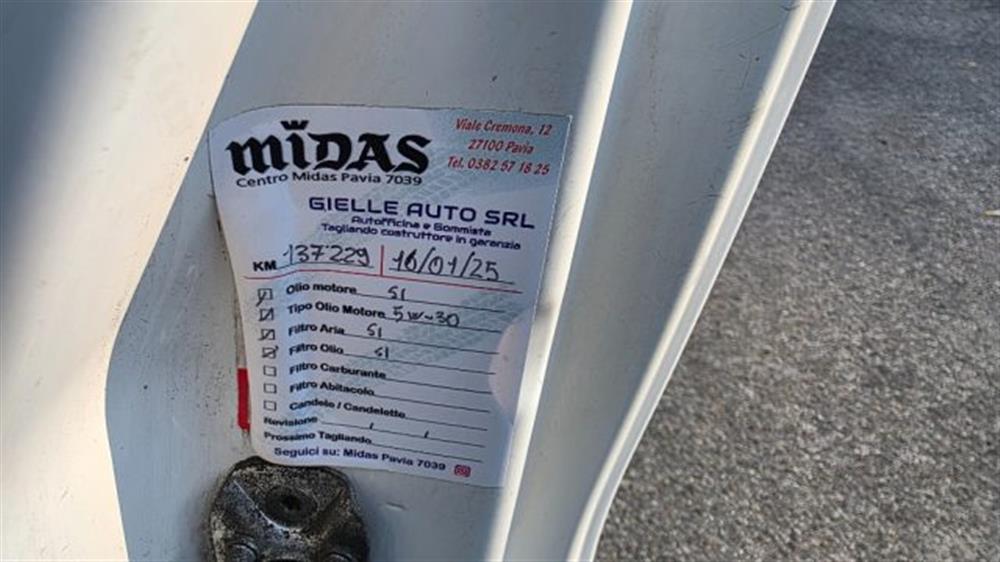 MIDAS
Centro Midas Pavia 7039
Viale Cremona, 12
27100 Pavia
Tel. 0382 57 18 25
GIELLE AUTO SRL
Autofficina e Gommista
Tagliando costruttore in garanzia
KM 137229 16/01/25
Olio motore SI
Tipo Olio Motore 5W-30
Filtro Aria SI
Filtro Olio SI
Filtro Carburante
Filtro Abitacolo
Candele / Candelette
Revisione / /
Prossimo Tagliando
Seguici su: Midas Pavia 7039